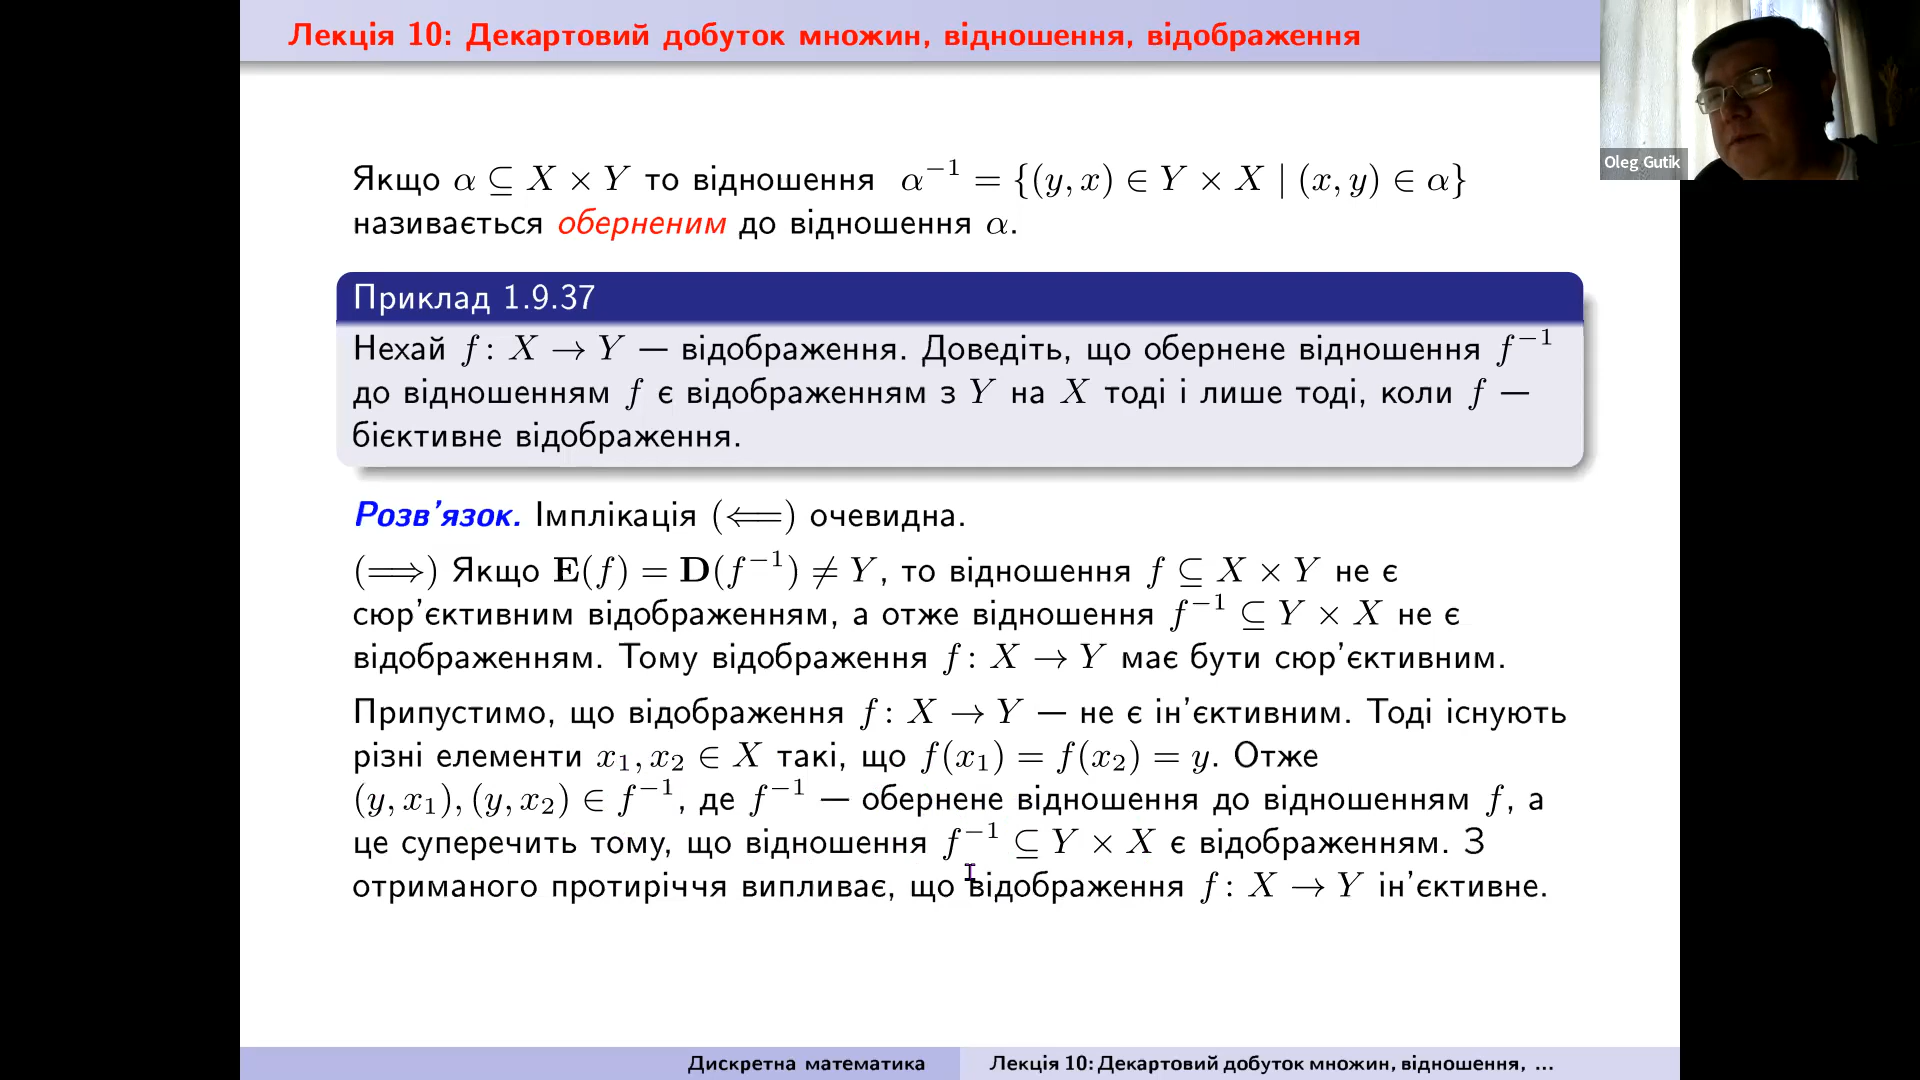 Лекція 10: Декартовий добуток множин, відношення, відображення
Oleg Gutik
Якщо α ⊆ X × Y то відношення α⁻¹ = {(y, x) ∈ Y × X | (x, y) ∈ α}
називається оберненим до відношення α.
Приклад 1.9.37
Нехай f : X → Y — відображення. Доведіть, що обернене відношення f⁻¹
до відношенням f є відображенням з Y на X тоді і лише тоді, коли f —
бієктивне відображення.
Розв'язок. Імплікація (⟸) очевидна.
(⟹) Якщо E(f) = D(f⁻¹) ≠ Y, то відношення f ⊆ X × Y не є
сюр'єктивним відображенням, а отже відношення f⁻¹ ⊆ Y × X не є
відображенням. Тому відображення f : X → Y має бути сюр'єктивним.
Припустимо, що відображення f : X → Y — не є ін'єктивним. Тоді існують
різні елементи x₁, x₂ ∈ X такі, що f(x₁) = f(x₂) = y. Отже
(y, x₁), (y, x₂) ∈ f⁻¹, де f⁻¹ — обернене відношення до відношенням f, а
це суперечить тому, що відношення f⁻¹ ⊆ Y × X є відображенням. З
отриманого протиріччя випливає, що відображення f : X → Y ін'єктивне.
Дискретна математика
Лекція 10: Декартовий добуток множин, відношення, ...